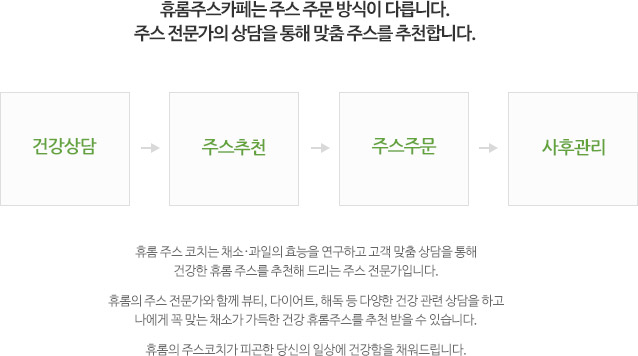 휴롬주스카페는 주스 주문 방식이 다릅니다.
주스 전문가의 상담을 통해 맞춤 주스를 추천합니다.
건강상담
주스추천
주스주문
사후관리
휴롬 주스 코치는 채소·과일의 효능을 연구하고 고객 맞춤 상담을 통해
건강한 휴롬 주스를 추천해 드리는 주스 전문가입니다.
휴롬의 주스 전문가와 함께 뷰티, 다이어트, 해독 등 다양한 건강 관련 상담을 하고
나에게 꼭 맞는 채소가 가득한 건강 휴롬주스를 추천 받을 수 있습니다.
휴롬의 주스코치가 피곤한 당신의 일상에 건강함을 채워드립니다.